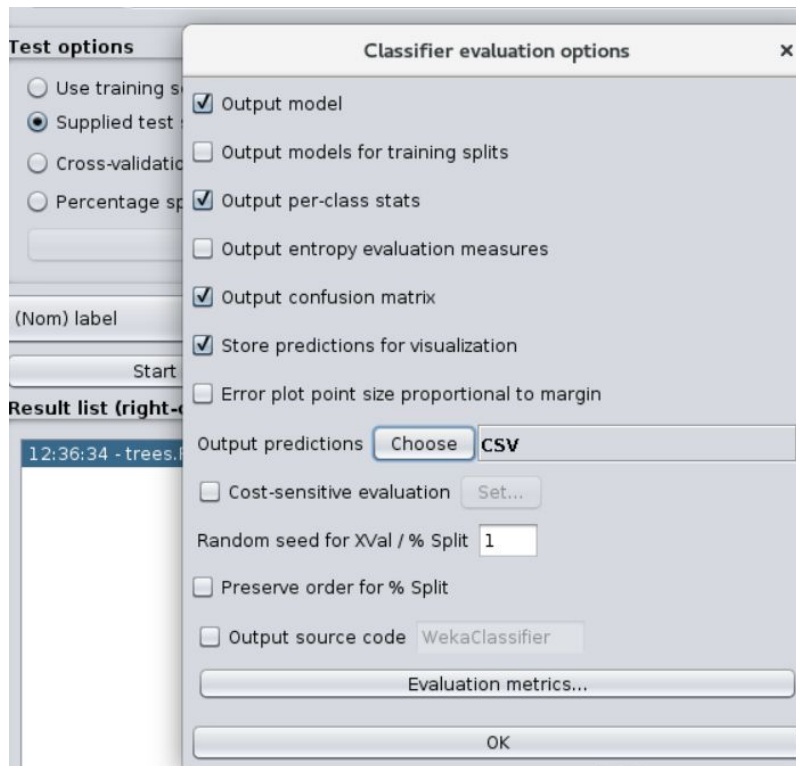 Test options
Use training s
Supplied test s
Cross-validatio
Percentage sp
(Nom) label
Start
Result list (right-c
12:36:34 - trees.R
Classifier evaluation options
Output model
Output models for training splits
Output per-class stats
Output entropy evaluation measures
Output confusion matrix
Store predictions for visualization
Error plot point size proportional to margin
Output predictions Choose CSV
Cost-sensitive evaluation Set...
Random seed for XVal / % Split 1
Preserve order for % Split
Output source code WekaClassifier
Evaluation metrics...
OK